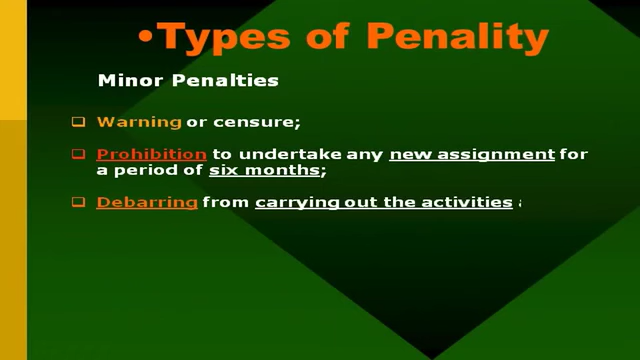 •Types of Penality
Minor Penalties
❑ Warning or censure;
❑ Prohibition to undertake any new assignment for
a period of six months;
❑ Debarring from carrying out the activities